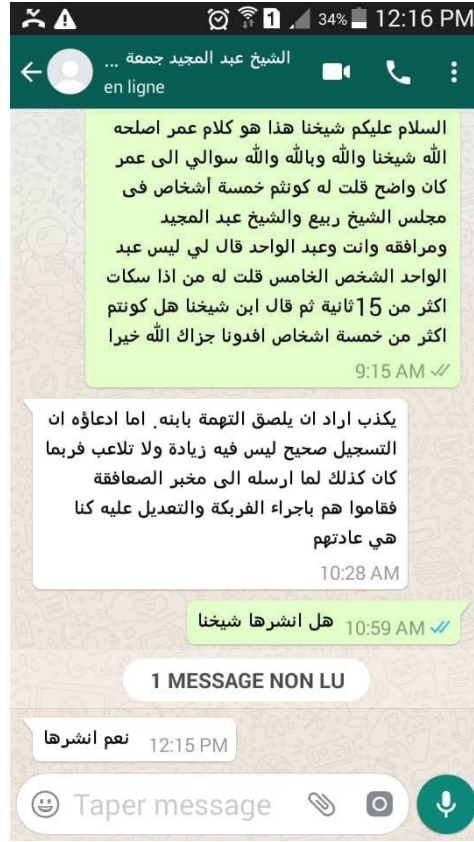 34% 12:16 PM
الشيخ عبد المجيد جمعة ...
en ligne
السلام عليكم شيخنا هذا هو كلام عمر اصلحه
الله شيخنا والله وبالله والله سوالي الى عمر
كان واضح قلت له كونثم خمسة أشخاص فى
مجلس الشيخ ربيع والشيخ عبد المجيد
ومرافقه وانت وعبد الواحد قال لي ليس عبد
الواحد الشخص الخامس قلت له من اذا سكات
اكثر من 15ثانية ثم قال ابن شيخنا هل كونتم
اكثر من خمسة اشخاص افدونا جزاك الله خيرا
9:15 AM
يكذب اراد ان يلصق التهمة بابنه. اما ادعاؤه ان
التسجيل صحيح ليس فيه زيادة ولا تلاعب فربما
كان كذلك لما ارسله الى مخبر الصعافقة
فقاموا هم باجراء الفربكة والتعديل عليه كنا
هي عادتهم
10:28 AM
هل انشرها شيخنا
10:59 AM
1 MESSAGE NON LU
نعم انشرها
12:15 PM
Taper message